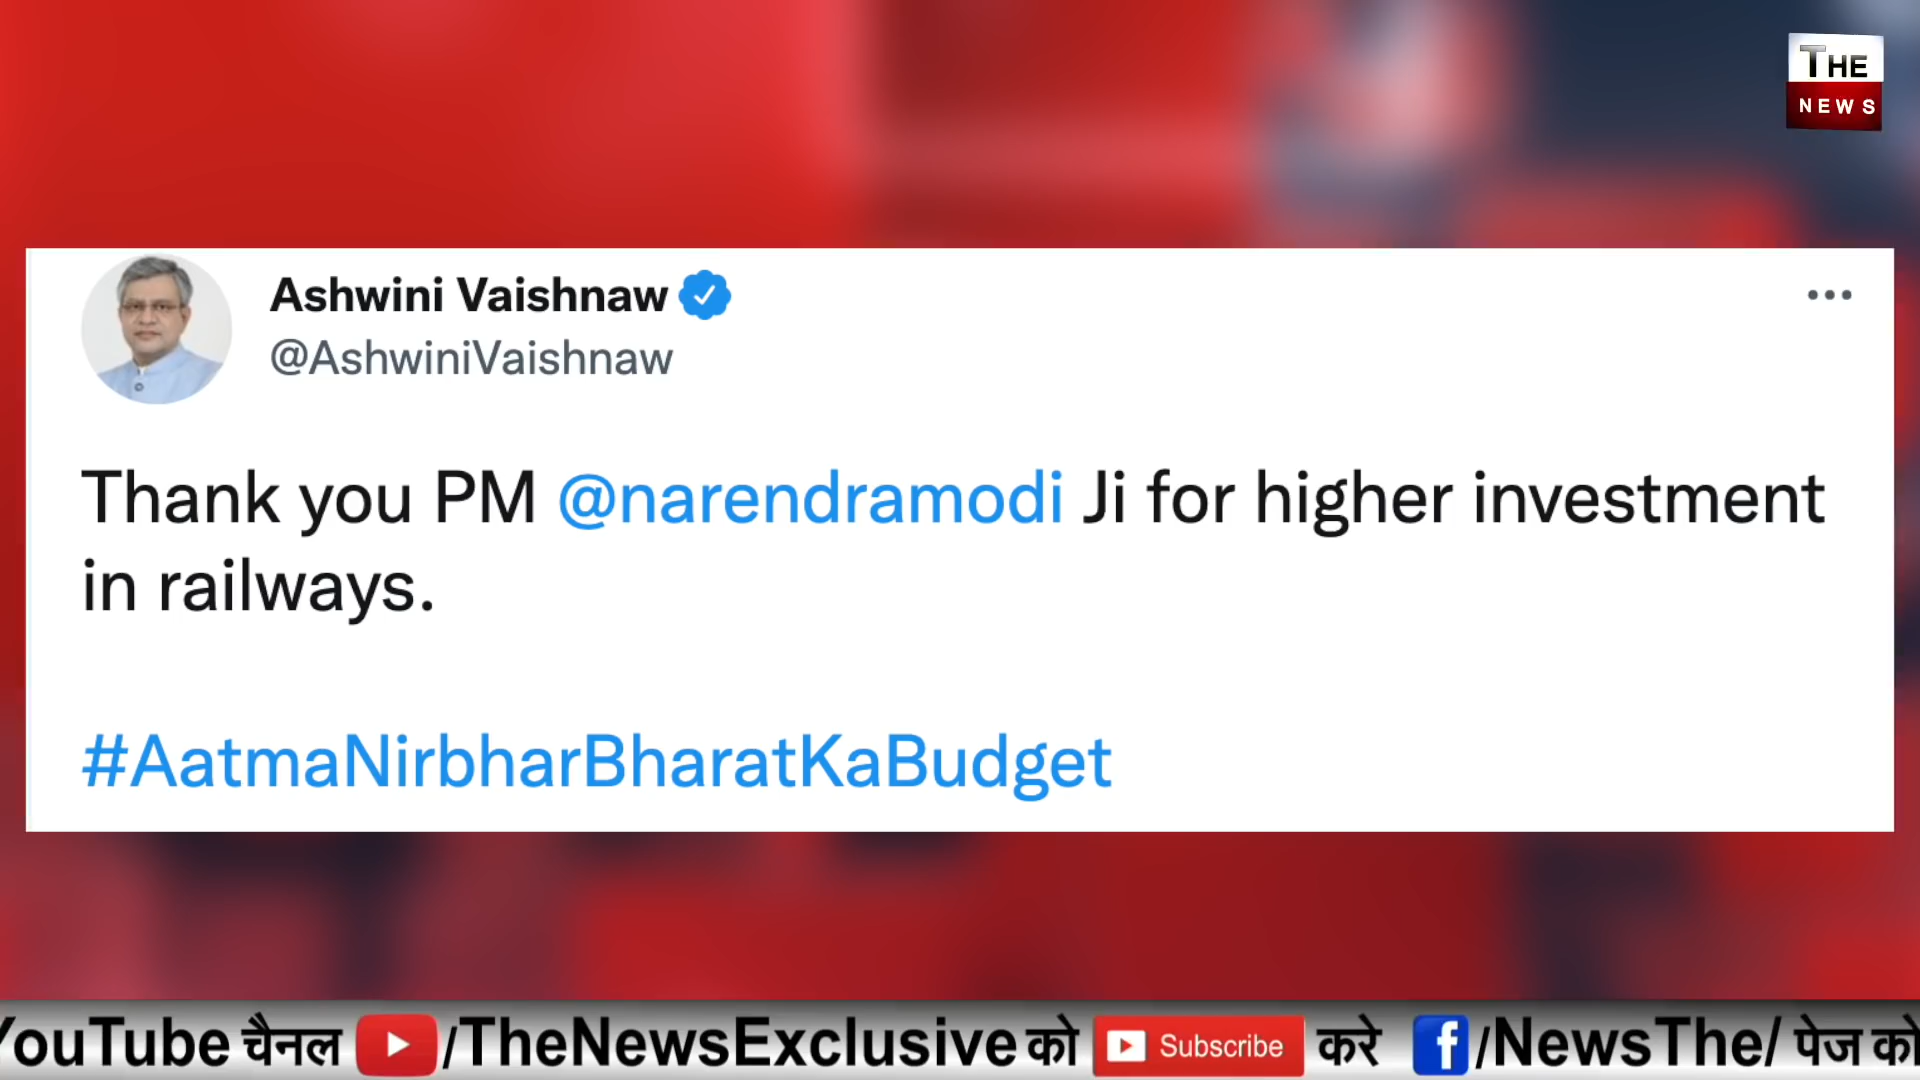 THE
NEWS
Ashwini Vaishnaw
@AshwiniVaishnaw
Thank you PM @narendramodi Ji for higher investment
in railways.
#AatmaNirbharBharatKaBudget
YouTube चैनल /TheNewsExclusive को Subscribe करे f/NewsThe/ पेज को